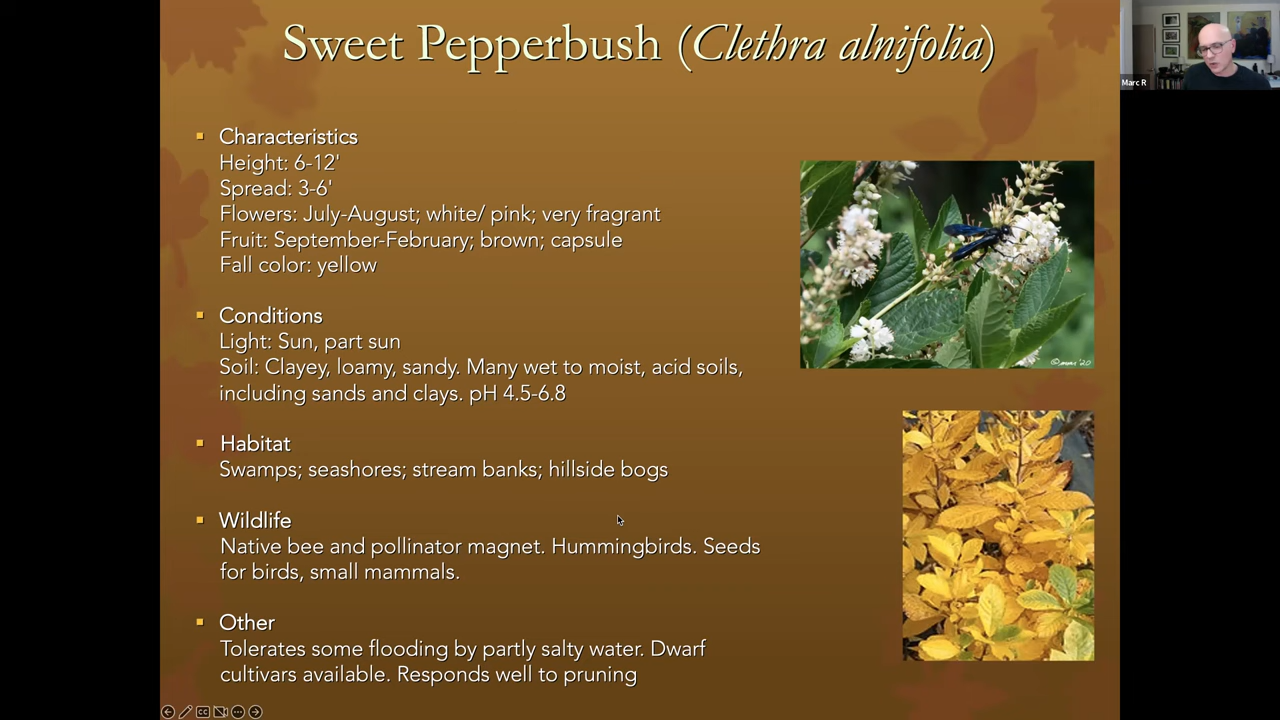 Sweet Pepperbush (Clethra alnifolia)
Marc R
▪ Characteristics
Height: 6-12'
Spread: 3-6'
Flowers: July-August; white/ pink; very fragrant
Fruit: September-February; brown; capsule
Fall color: yellow
▪ Conditions
Light: Sun, part sun
Soil: Clayey, loamy, sandy. Many wet to moist, acid soils,
including sands and clays. pH 4.5-6.8
▪ Habitat
Swamps; seashores; stream banks; hillside bogs
▪ Wildlife
Native bee and pollinator magnet. Hummingbirds. Seeds
for birds, small mammals.
▪ Other
Tolerates some flooding by partly salty water. Dwarf
cultivars available. Responds well to pruning
CC